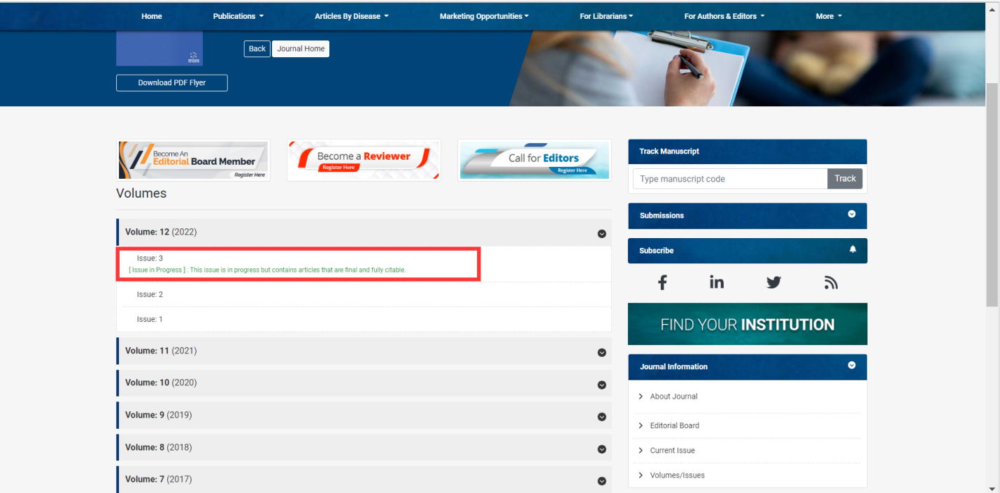 Home Publications Articles By Disease Marketing Opportunities For Librarians For Authors & Editors More
Back Journal Home
Download PDF Flyer
Become An
Editorial Board Member
Register Here
Become a Reviewer
Register Here
Call for Editors
Register Here
Volumes
Volume: 12 (2022)
Issue: 3
[ Issue in Progress ] : This issue is in progress but contains articles that are final and fully citable.
Issue: 2
Issue: 1
Volume: 11 (2021)
Volume: 10 (2020)
Volume: 9 (2019)
Volume: 8 (2018)
Volume: 7 (2017)
Track Manuscript
Type manuscript code Track
Submissions
Subscribe
FIND YOUR INSTITUTION
Journal Information
About Journal
Editorial Board
Current Issue
Volumes/Issues